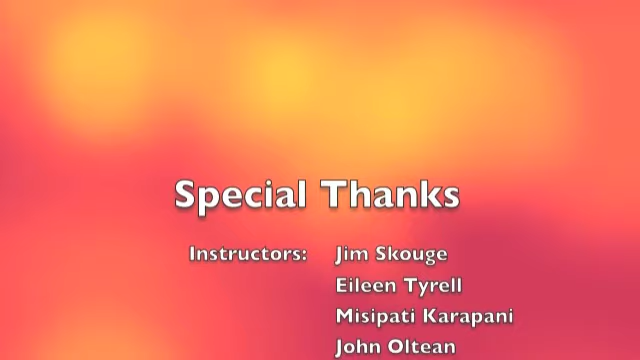 Special Thanks
Instructors: Jim Skouge
Eileen Tyrell
Misipati Karapani
John Oltean